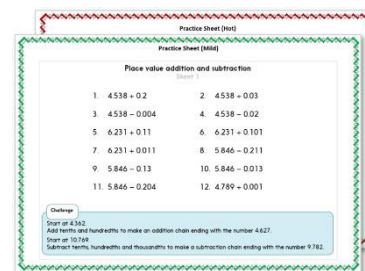 Practice Sheet (Hot)
Practice Sheet (Mild)
Place value addition and subtraction
Sheet 1
1. 4.538 + 0.2 2. 4.538 + 0.03
3. 4.538 – 0.004 4. 4.538 – 0.02
5. 6.231 + 0.11 6. 6.231 + 0.101
7. 6.231 + 0.011 8. 5.846 – 0.211
9. 5.846 – 0.13 10. 5.846 – 0.013
11. 5.846 – 0.204 12. 4.789 + 0.001
Challenge
Start at 4.362.
Add tenths and hundredths to make an addition chain ending with the number 4.627.
Start at 10.769.
Subtract tenths, hundredths and thousandths to make a subtraction chain ending with the number 9.782.